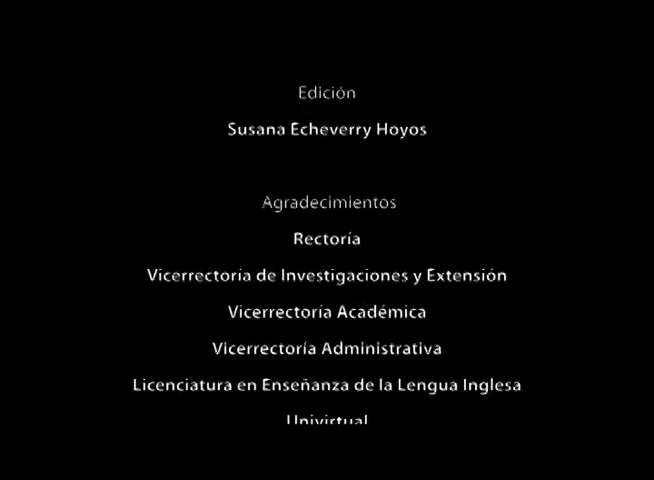 Edición
Susana Echeverry Hoyos
Agradecimientos
Rectoría
Vicerrectoría de Investigaciones y Extensión
Vicerrectoría Académica
Vicerrectoría Administrativa
Licenciatura en Enseñanza de la Lengua Inglesa
Univirtual